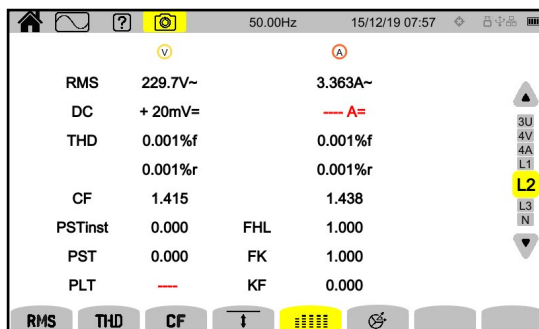 ? 50.00Hz 15/12/19 07:57
V A
RMS 229.7V~ 3.363A~
DC + 20mV= ---- A=
THD 0.001%f 0.001%f
0.001%r 0.001%r
CF 1.415 1.438
PSTinst 0.000 FHL 1.000
PST 0.000 FK 1.000
PLT ---- KF 0.000
3U
4V
4A
L1
L2
L3
N
RMS THD CF